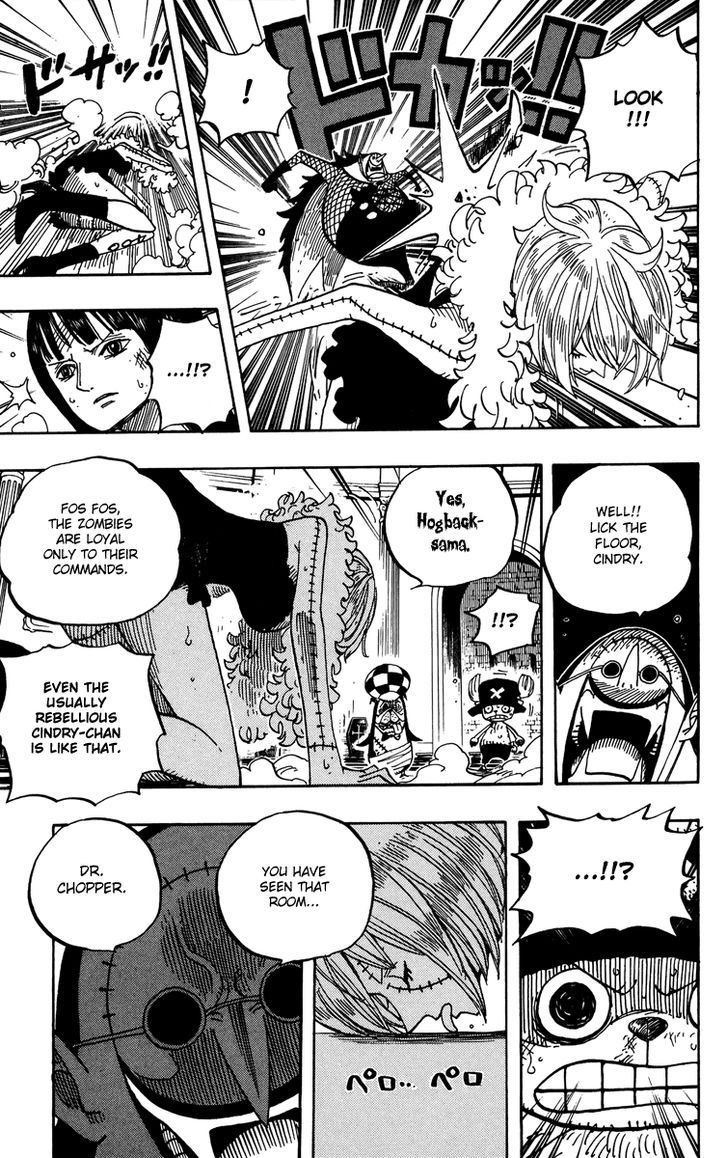 LOOK
!!!
ドカッ!!
!
ドサッ!!
...!!?
WELL!!
LICK THE
FLOOR,
CINDRY.
Yes,
Hogback-
sama.
!!?
FOS FOS,
THE ZOMBIES
ARE LOYAL
ONLY TO THEIR
COMMANDS.
EVEN THE
USUALLY
REBELLIOUS
CINDRY-CHAN
IS LIKE THAT.
...!!?
YOU HAVE
SEEN THAT
ROOM...
ペロ.. ペロ
DR.
CHOPPER.